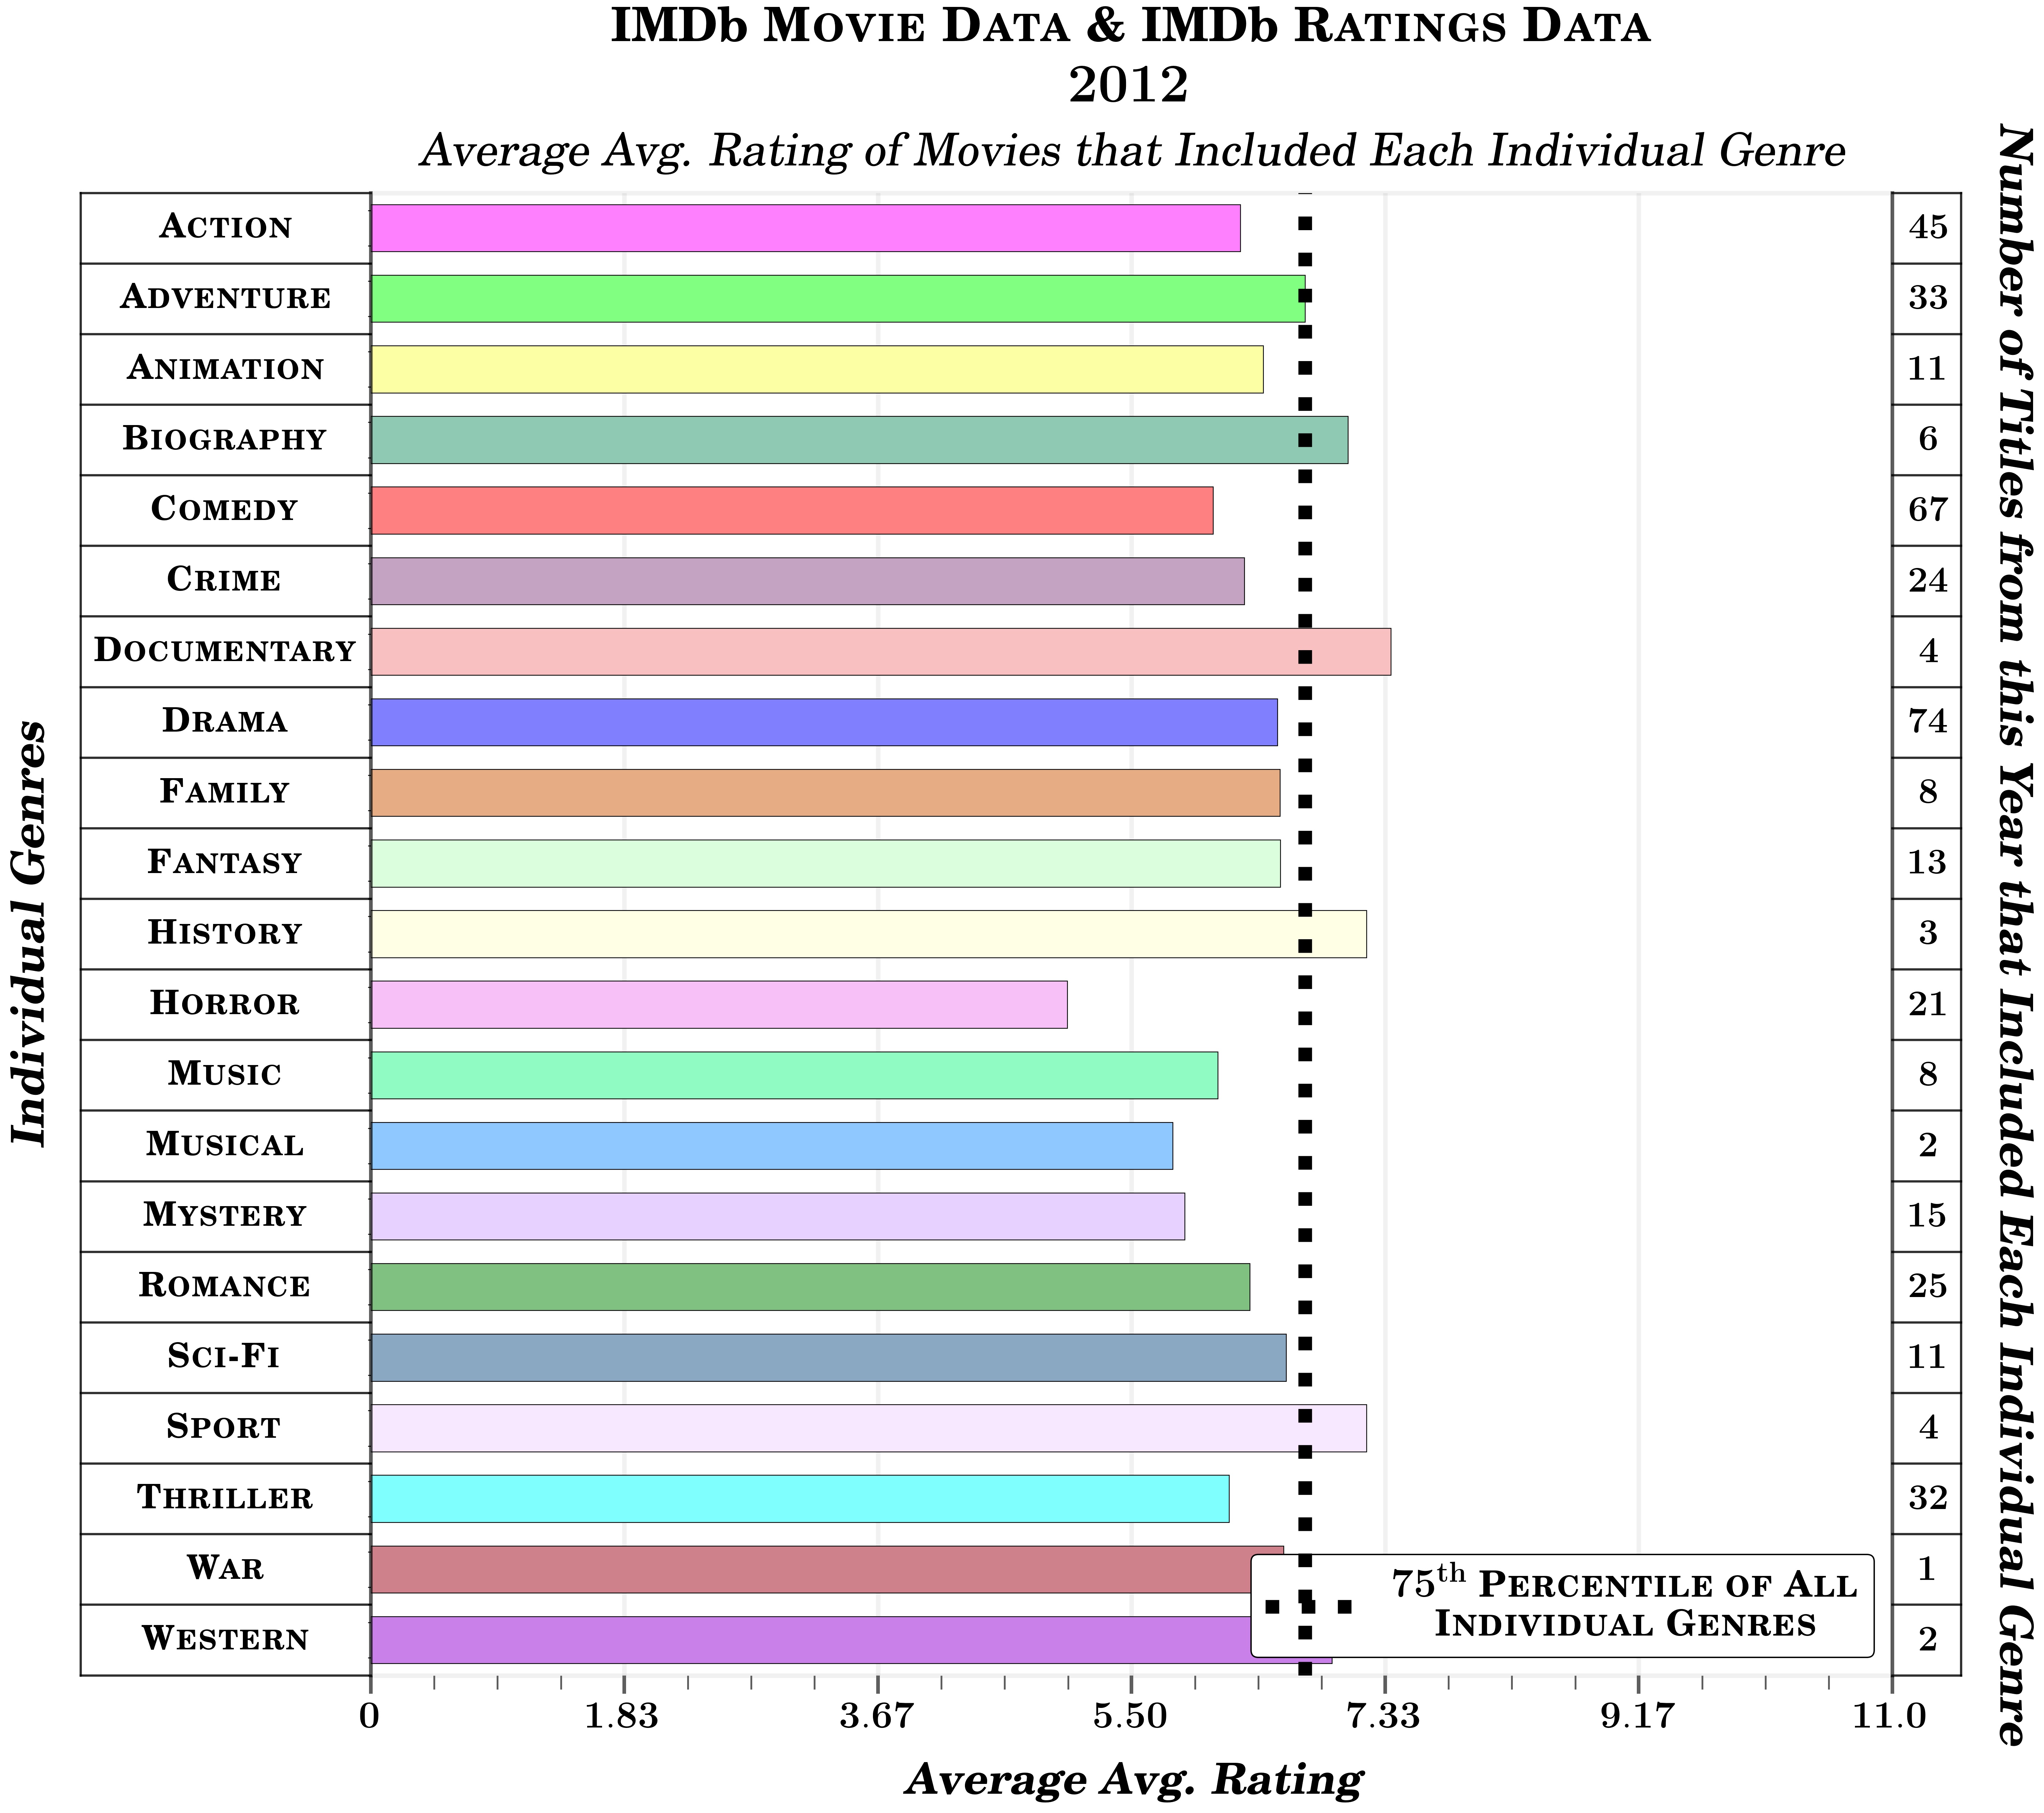 IMDb Movie Data & IMDb Ratings Data
2012
Average Avg. Rating of Movies that Included Each Individual Genre
Individual Genres
Action 45
Adventure 33
Animation 11
Biography 6
Comedy 67
Crime 24
Documentary 4
Drama 74
Family 8
Fantasy 13
History 3
Horror 21
Music 8
Musical 2
Mystery 15
Romance 25
Sci-Fi 11
Sport 4
Thriller 32
War 1
Western 2
75th Percentile of All
Individual Genres
0 1.83 3.67 5.50 7.33 9.17 11.0
Average Avg. Rating
Number of Titles from this Year that Included Each Individual Genre